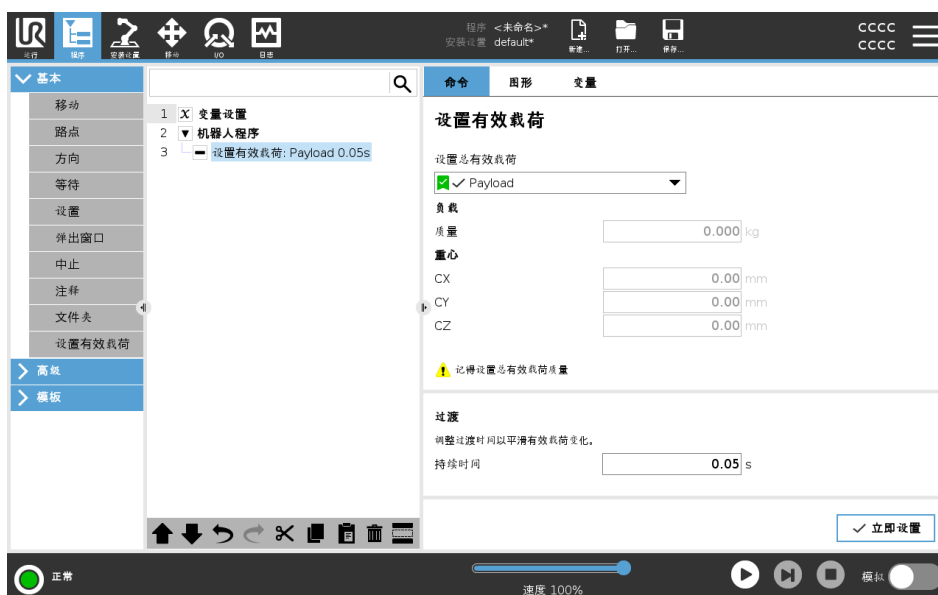 UR
程序 <未命名>*
安装设置 default*
CCCC
CCCC
运行 程序 安装设置 移动 I/O 日志 新建... 打开... 保存...
基本
移动
路点
方向
等待
设置
弹出窗口
中止
注释
文件夹
设置有效载荷
高级
模板
1 X 变量设置
2 机器人程序
3 设置有效载荷: Payload 0.05s
命令 图形 变量
设置有效载荷
设置总有效载荷
Payload
负载
质量 0.000 kg
重心
CX 0.00 mm
CY 0.00 mm
CZ 0.00 mm
记得设置总有效载荷质量
过渡
调整过渡时间以平滑有效载荷变化。
持续时间 0.05 s
立即设置
正常
速度 100%
模拟